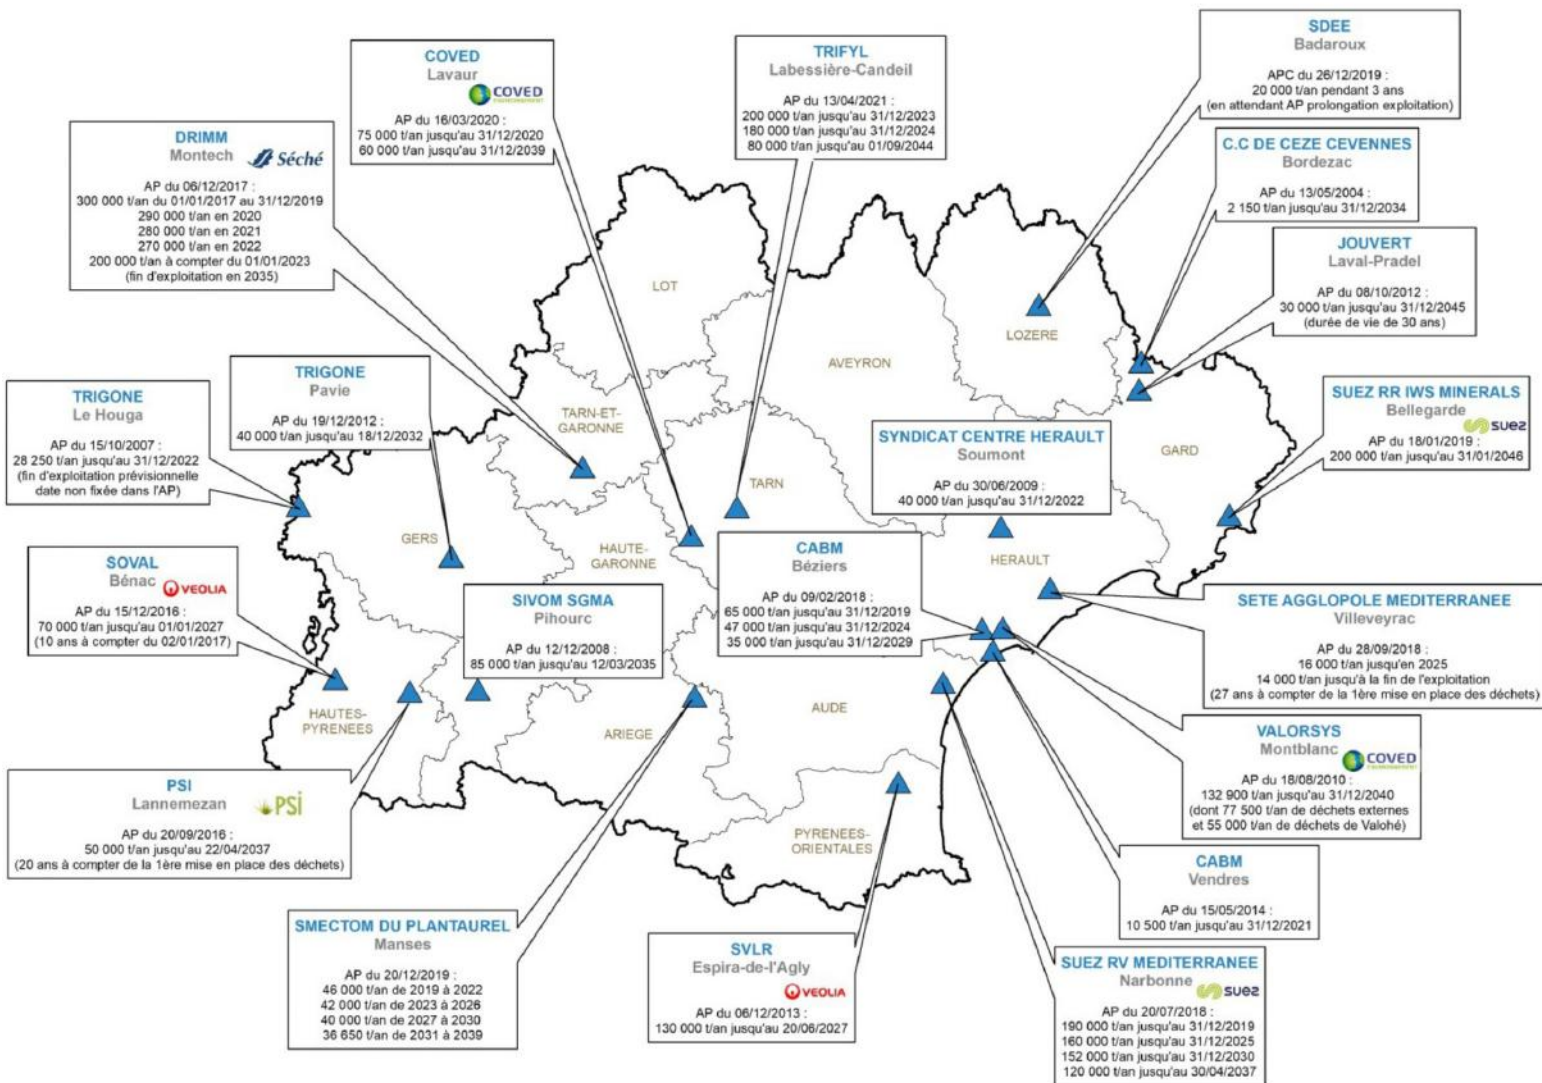 SDEE
Badaroux
APC du 26/12/2019 :
20 000 t/an pendant 3 ans
(en attendant AP prolongation exploitation)
COVED
Lavaur
COVED
AP du 16/03/2020 :
75 000 t/an jusqu'au 31/12/2020
60 000 t/an jusqu'au 31/12/2039
TRIFYL
Labessière-Candeil
AP du 13/04/2021 :
200 000 t/an jusqu'au 31/12/2023
180 000 t/an jusqu'au 31/12/2024
80 000 t/an jusqu'au 01/09/2044
DRIMM
Montech
Séché
AP du 06/12/2017 :
300 000 t/an du 01/01/2017 au 31/12/2019
290 000 t/an en 2020
280 000 t/an en 2021
270 000 t/an en 2022
200 000 t/an à compter du 01/01/2023
(fin d'exploitation en 2035)
C.C DE CEZE CEVENNES
Bordezac
AP du 13/05/2004 :
2 150 t/an jusqu'au 31/12/2034
JOUVERT
Laval-Pradel
AP du 08/10/2012 :
30 000 t/an jusqu'au 31/12/2045
(durée de vie de 30 ans)
LOT
LOZERE
AVEYRON
TRIGONE
Pavie
AP du 19/12/2012 :
40 000 t/an jusqu'au 18/12/2032
TRIGONE
Le Houga
AP du 15/10/2007 :
28 250 t/an jusqu'au 31/12/2022
(fin d'exploitation prévisionnelle
date non fixée dans l'AP)
TARN-ET-
GARONNE
SUEZ RR IWS MINERALS
Bellegarde
suez
AP du 18/01/2019 :
200 000 t/an jusqu'au 31/01/2046
SYNDICAT CENTRE HERAULT
Soumont
AP du 30/06/2009 :
40 000 t/an jusqu'au 31/12/2022
GARD
TARN
GERS
HAUTE-
GARONNE
HERAULT
SOVAL
Bénac
VEOLIA
AP du 15/12/2016 :
70 000 t/an jusqu'au 01/01/2027
(10 ans à compter du 02/01/2017)
SIVOM SGMA
Pihourc
AP du 12/12/2008 :
85 000 t/an jusqu'au 12/03/2035
CABM
Béziers
AP du 09/02/2018 :
65 000 t/an jusqu'au 31/12/2019
47 000 t/an jusqu'au 31/12/2024
35 000 t/an jusqu'au 31/12/2029
SETE AGGLOPOLE MEDITERRANEE
Villeveyrac
AP du 28/09/2018 :
16 000 t/an jusqu'en 2025
14 000 t/an jusqu'à la fin de l'exploitation
(27 ans à compter de la 1ère mise en place des déchets)
HAUTES-
PYRENEES
ARIEGE
AUDE
VALORSYS
Montblanc
COVED
AP du 18/08/2010 :
132 900 t/an jusqu'au 31/12/2040
(dont 77 500 t/an de déchets externes
et 55 000 t/an de déchets de Valohé)
PSI
Lannemezan
PSI
AP du 20/09/2016 :
50 000 t/an jusqu'au 22/04/2037
(20 ans à compter de la 1ère mise en place des déchets)
PYRENEES-
ORIENTALES
CABM
Vendres
AP du 15/05/2014 :
10 500 t/an jusqu'au 31/12/2021
SMECTOM DU PLANTAUREL
Manses
AP du 20/12/2019 :
46 000 t/an de 2019 à 2022
42 000 t/an de 2023 à 2026
40 000 t/an de 2027 à 2030
36 650 t/an de 2031 à 2039
SVLR
Espira-de-l'Agly
VEOLIA
AP du 06/12/2013 :
130 000 t/an jusqu'au 20/06/2027
SUEZ RV MEDITERRANEE
Narbonne
suez
AP du 20/07/2018 :
190 000 t/an jusqu'au 31/12/2019
160 000 t/an jusqu'au 31/12/2025
152 000 t/an jusqu'au 31/12/2030
120 000 t/an jusqu'au 30/04/2037